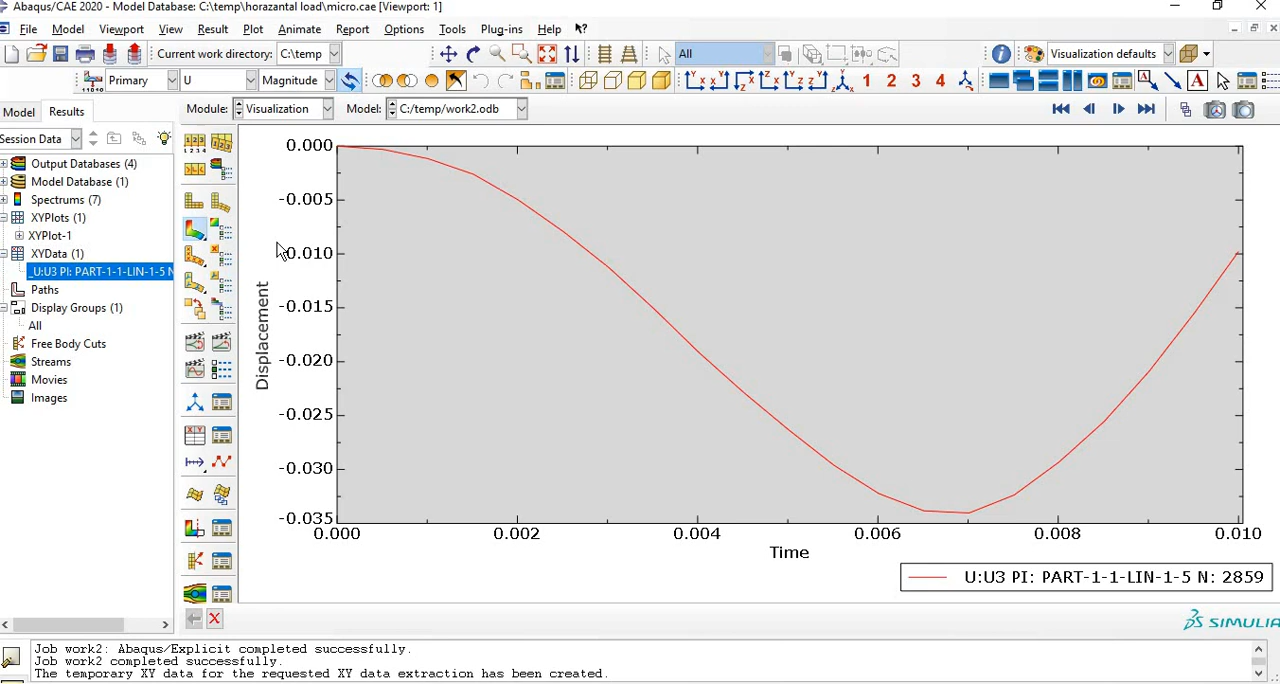 Abaqus/CAE 2020 - Model Database: C:\temp\horazantal load\micro.cae [Viewport: 1]
File Model Viewport View Result Plot Animate Report Options Tools Plug-ins Help
Current work directory: C:\temp All Visualization defaults
Primary U Magnitude 1 2 3 4
Model Results Module: Visualization Model: C:/temp/work2.odb
Session Data
Output Databases (4)
Model Database (1)
Spectrums (7)
XYPlots (1)
XYPlot-1
XYData (1)
_U:U3 PI: PART-1-1-LIN-1-5 N
Paths
Display Groups (1)
All
Free Body Cuts
Streams
Movies
Images
0.000
-0.005
-0.010
-0.015
-0.020
-0.025
-0.030
-0.035
Displacement
0.000 0.002 0.004 0.006 0.008 0.010
Time
U:U3 PI: PART-1-1-LIN-1-5 N: 2859
SIMULIA
Job work2: Abaqus/Explicit completed successfully.
Job work2 completed successfully.
The temporary XY data for the requested XY data extraction has been created.